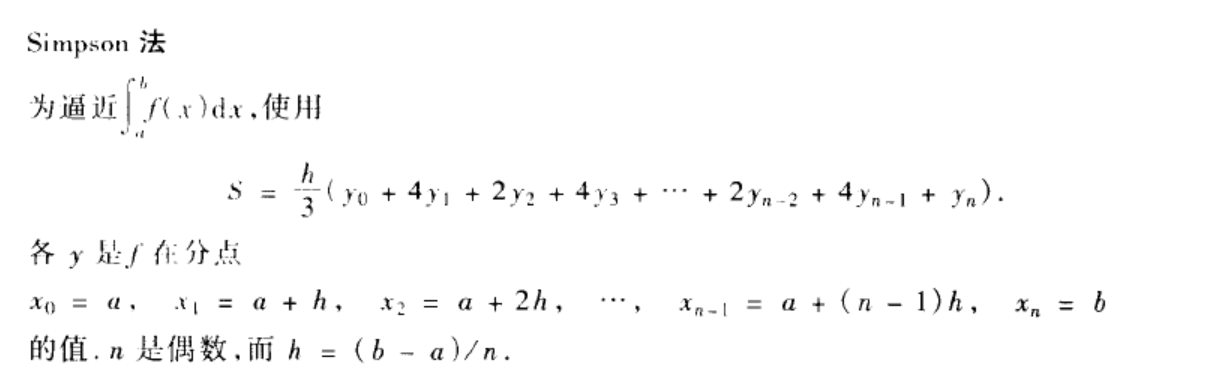 Simpson 法
为逼近∫_a^b f(x)dx,使用
S = h/3 (y₀ + 4y₁ + 2y₂ + 4y₃ + ⋯ + 2yₙ₋₂ + 4yₙ₋₁ + yₙ).
各 y 是 f 在分点
x₀ = a, x₁ = a + h, x₂ = a + 2h, ⋯, xₙ₋₁ = a + (n − 1)h, xₙ = b
的值. n 是偶数,而 h = (b − a)/n.